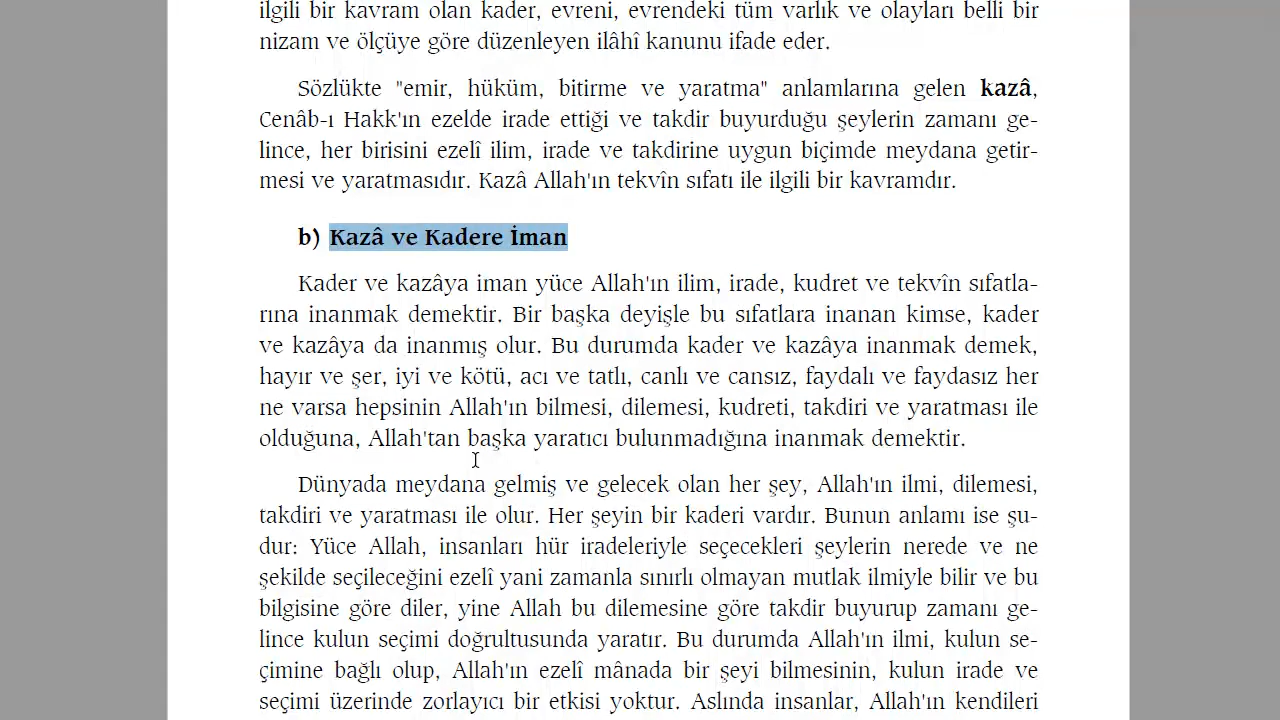 ilgili bir kavram olan kader, evreni, evrendeki tüm varlık ve olayları belli bir
nizam ve ölçüye göre düzenleyen ilâhî kanunu ifade eder.
Sözlükte "emir, hüküm, bitirme ve yaratma" anlamlarına gelen kazâ,
Cenâb-ı Hakk'ın ezelde irade ettiği ve takdir buyurduğu şeylerin zamanı ge-
lince, her birisini ezelî ilim, irade ve takdirine uygun biçimde meydana getir-
mesi ve yaratmasıdır. Kazâ Allah'ın tekvîn sıfatı ile ilgili bir kavramdır.
b) Kazâ ve Kadere İman
Kader ve kazâya iman yüce Allah'ın ilim, irade, kudret ve tekvîn sıfatla-
rına inanmak demektir. Bir başka deyişle bu sıfatlara inanan kimse, kader
ve kazâya da inanmış olur. Bu durumda kader ve kazâya inanmak demek,
hayır ve şer, iyi ve kötü, acı ve tatlı, canlı ve cansız, faydalı ve faydasız her
ne varsa hepsinin Allah'ın bilmesi, dilemesi, kudreti, takdiri ve yaratması ile
olduğuna, Allah'tan başka yaratıcı bulunmadığına inanmak demektir.
Dünyada meydana gelmiş ve gelecek olan her şey, Allah'ın ilmi, dilemesi,
takdiri ve yaratması ile olur. Her şeyin bir kaderi vardır. Bunun anlamı ise şu-
dur: Yüce Allah, insanları hür iradeleriyle seçecekleri şeylerin nerede ve ne
şekilde seçileceğini ezelî yani zamanla sınırlı olmayan mutlak ilmiyle bilir ve bu
bilgisine göre diler, yine Allah bu dilemesine göre takdir buyurup zamanı ge-
lince kulun seçimi doğrultusunda yaratır. Bu durumda Allah'ın ilmi, kulun se-
çimine bağlı olup, Allah'ın ezelî mânada bir şeyi bilmesinin, kulun irade ve
seçimi üzerinde zorlayıcı bir etkisi yoktur. Aslında insanlar, Allah'ın kendileri